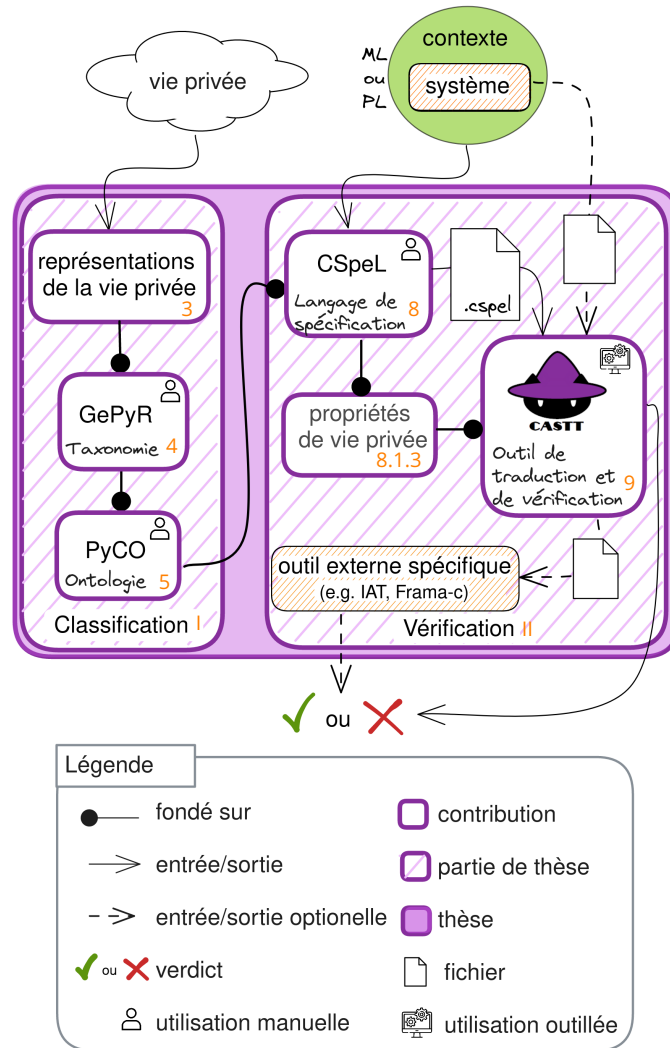 vie privée
contexte
ML
ou
PL
système
représentations
de la vie privée
3
GePyR
Taxonomie 4
PyCO
Ontologie 5
Classification I
CSpeL
Langage de
spécification 8
.cspel
propriétés
de vie privée
8.1.3
CASTT
Outil de
traduction et
de vérification 9
outil externe spécifique
(e.g. IAT, Frama-c)
Vérification II
ou
Légende
fondé sur
entrée/sortie
entrée/sortie optionelle
ou verdict
utilisation manuelle
contribution
partie de thèse
thèse
fichier
utilisation outillée